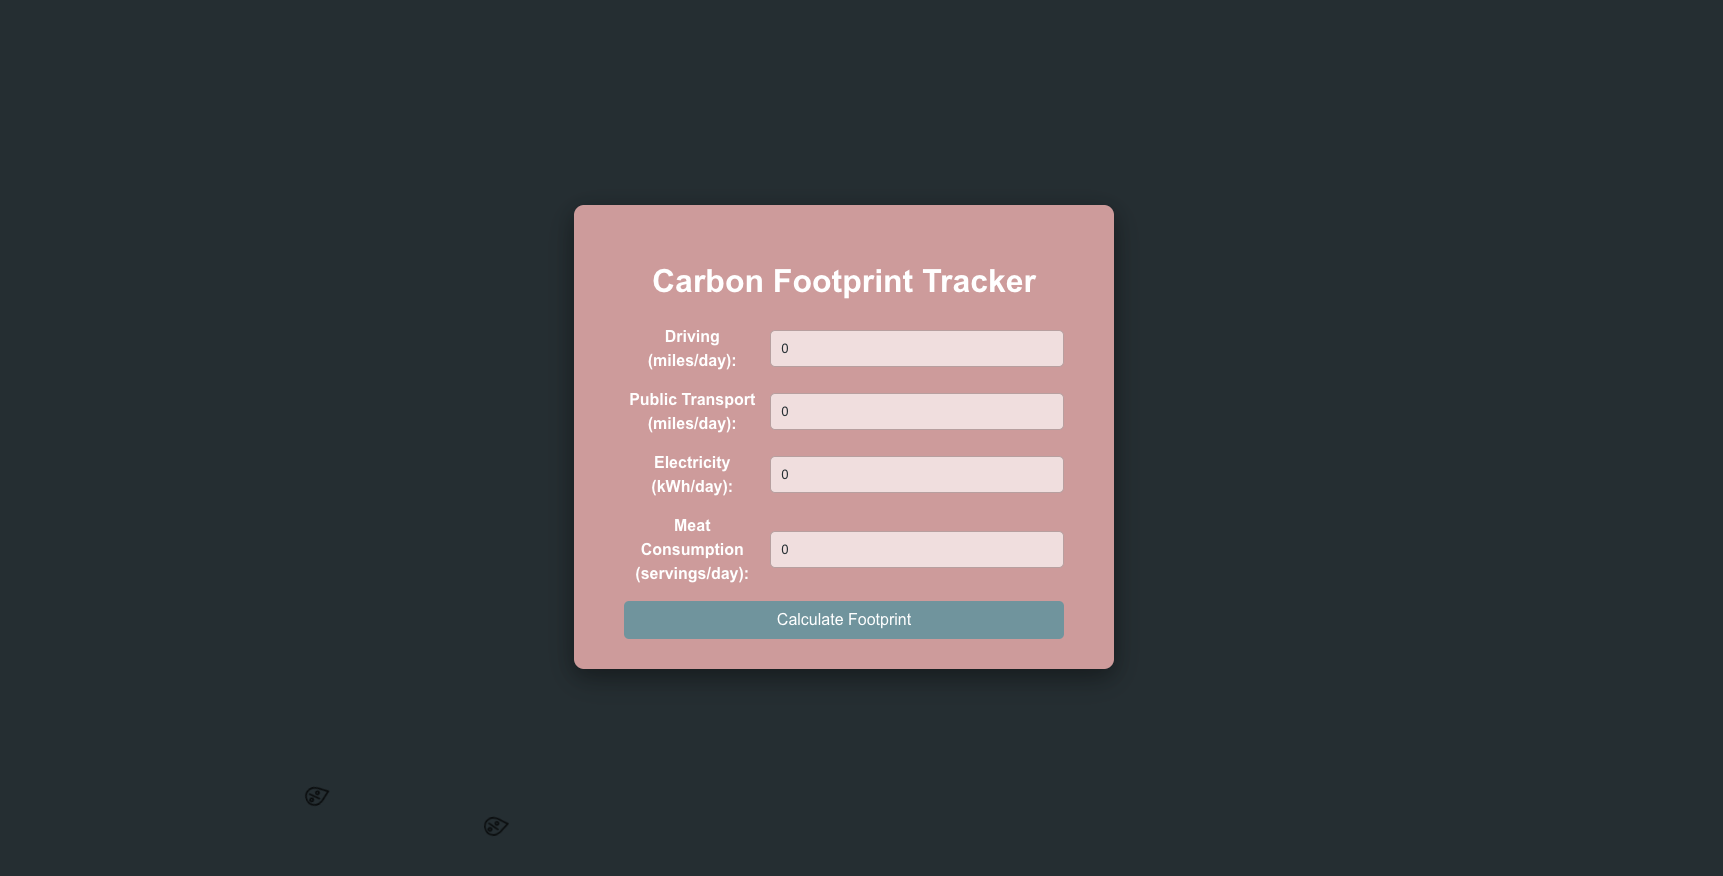 Carbon Footprint Tracker
Driving
(miles/day):
0
Public Transport
(miles/day):
0
Electricity
(kWh/day):
0
Meat
Consumption
(servings/day):
0
Calculate Footprint